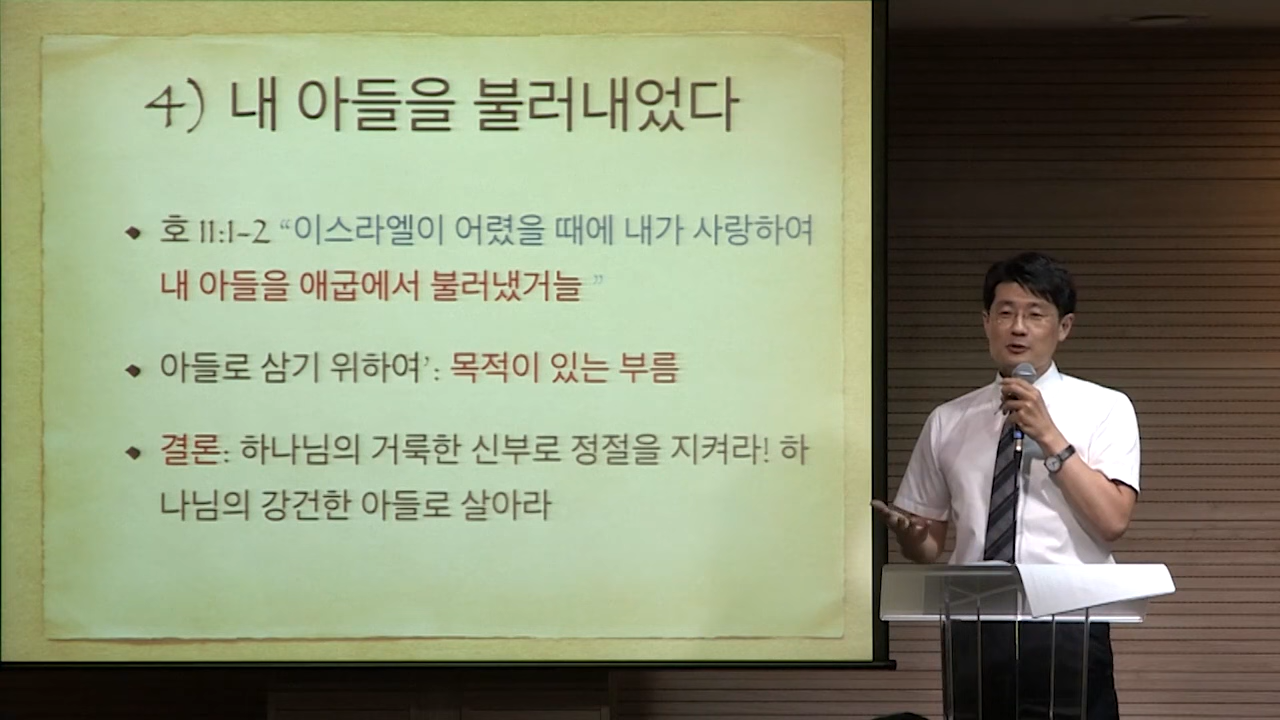 4) 내 아들을 불러내었다
• 호 11:1-2 “이스라엘이 어렸을 때에 내가 사랑하여
내 아들을 애굽에서 불러냈거늘 ”
• 아들로 삼기 위하여’: 목적이 있는 부름
• 결론: 하나님의 거룩한 신부로 정절을 지켜라! 하
나님의 강건한 아들로 살아라